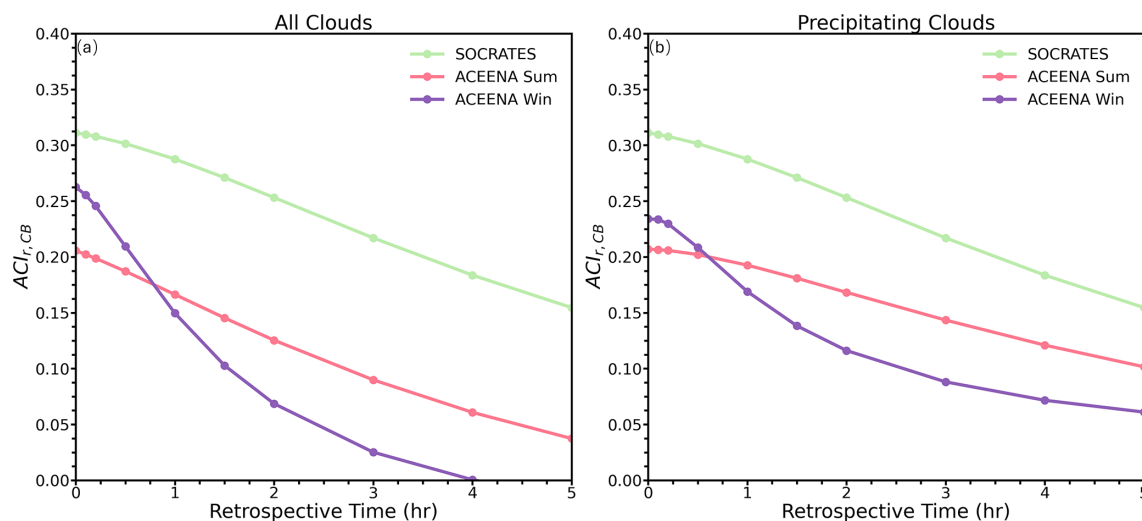 All Clouds
(a)
SOCRATES
ACEENA Sum
ACEENA Win
0.40
0.35
0.30
0.25
0.20
0.15
0.10
0.05
0.00
ACI_{r,CB}
0 1 2 3 4 5
Retrospective Time (hr)
Precipitating Clouds
(b)
SOCRATES
ACEENA Sum
ACEENA Win
0.40
0.35
0.30
0.25
0.20
0.15
0.10
0.05
0.00
ACI_{r,CB}
0 1 2 3 4 5
Retrospective Time (hr)